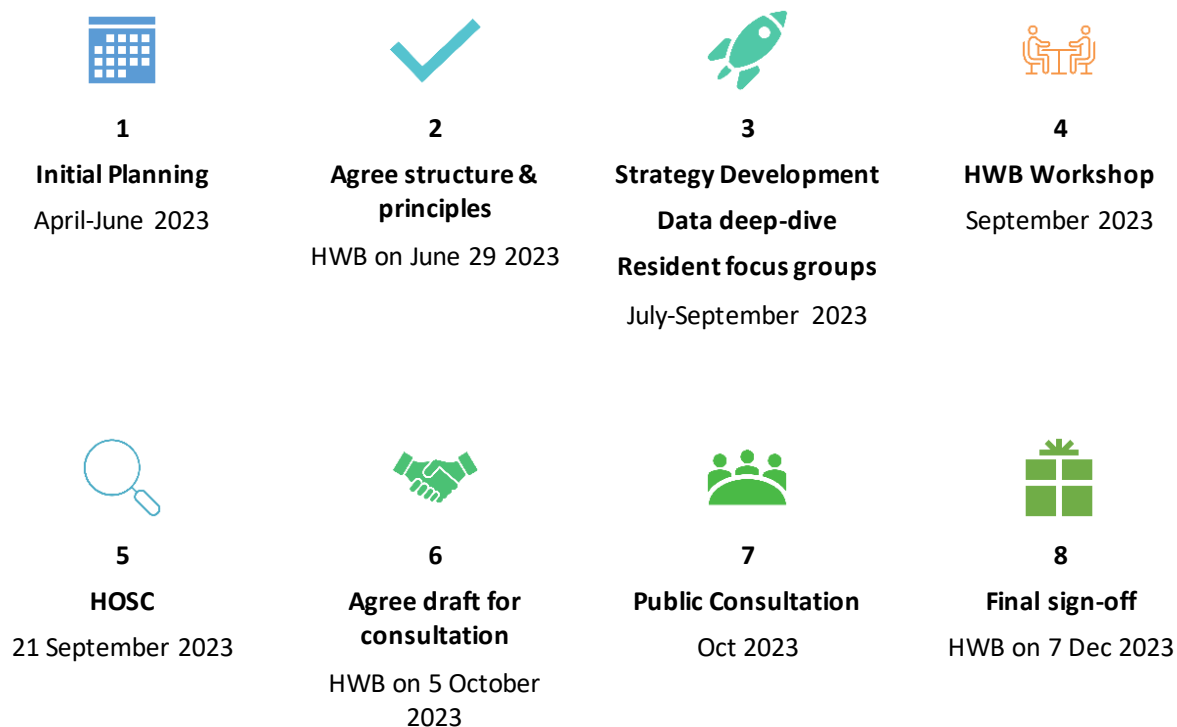 1
Initial Planning
April-June 2023
2
Agree structure &
principles
HWB on June 29 2023
3
Strategy Development
Data deep-dive
Resident focus groups
July-September 2023
4
HWB Workshop
September 2023
5
HOSC
21 September 2023
6
Agree draft for
consultation
HWB on 5 October
2023
7
Public Consultation
Oct 2023
8
Final sign-off
HWB on 7 Dec 2023